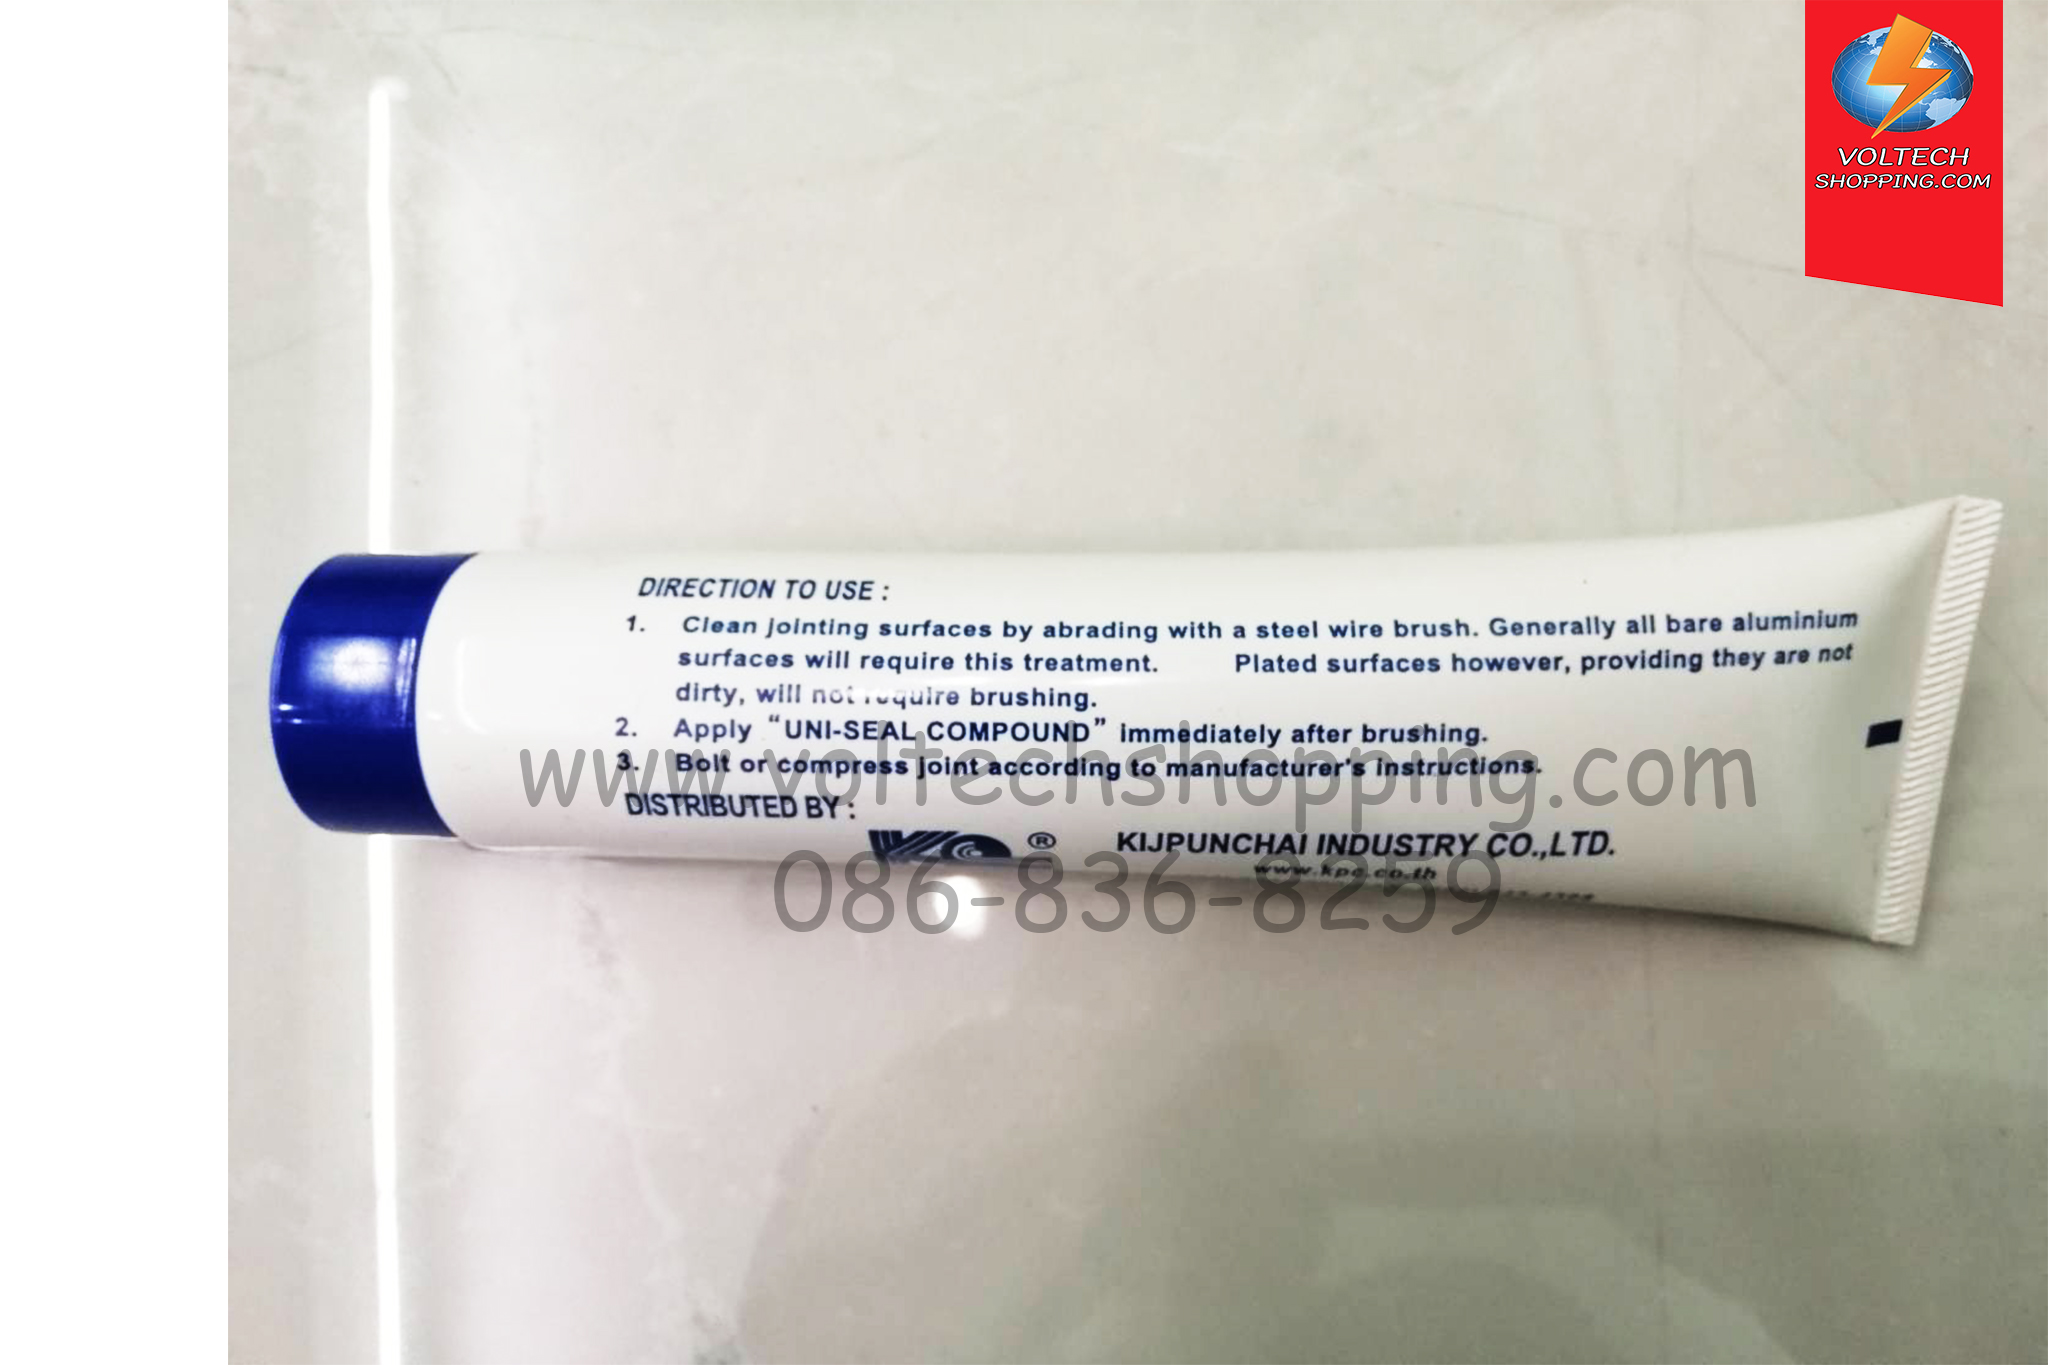 VOLTECH
SHOPPING.COM
DIRECTION TO USE :
1. Clean jointing surfaces by abrading with a steel wire brush. Generally all bare aluminium
surfaces will require this treatment. Plated surfaces however, providing they are not
dirty, will not require brushing.
2. Apply “UNI-SEAL COMPOUND” immediately after brushing.
3. Bolt or compress joint according to manufacturer's instructions.
www.voltechshopping.com
DISTRIBUTED BY :
® KIJPUNCHAI INDUSTRY CO.,LTD.
www.kpc.co.th
086-836-8259